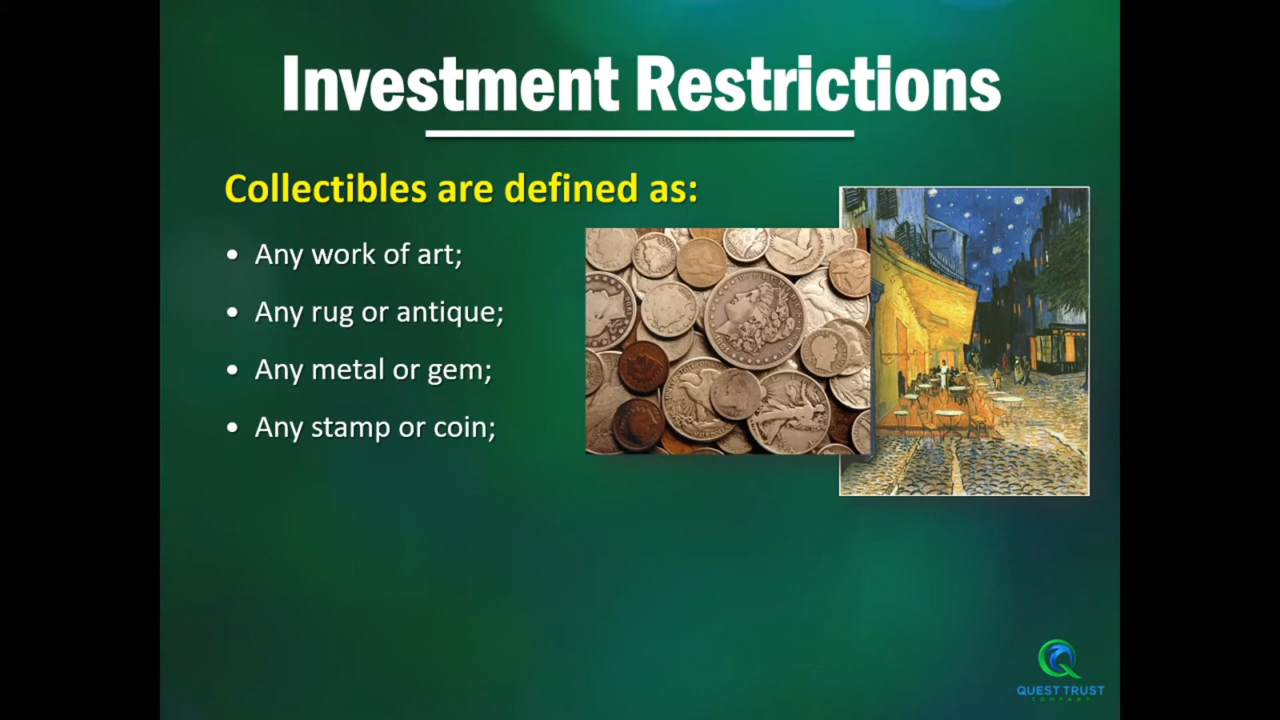 Investment Restrictions
Collectibles are defined as:
• Any work of art;
• Any rug or antique;
• Any metal or gem;
• Any stamp or coin;
QUEST TRUST
COMPANY